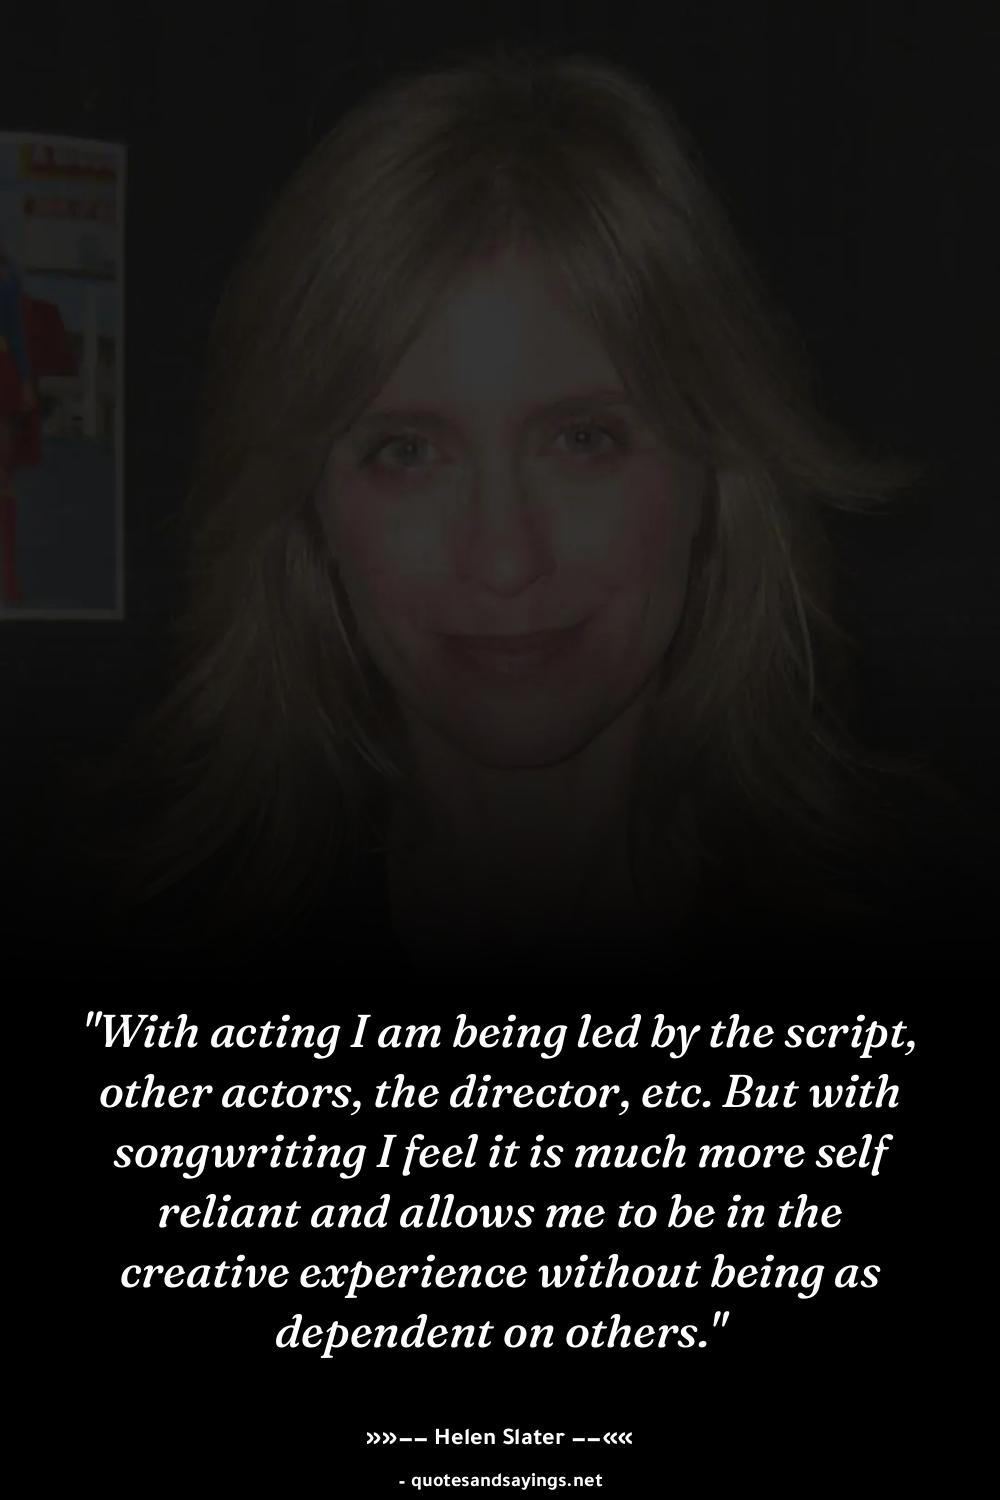 "With acting I am being led by the script,
other actors, the director, etc. But with
songwriting I feel it is much more self
reliant and allows me to be in the
creative experience without being as
dependent on others."
»»–– Helen Slater ––««
- quotesandsayings.net